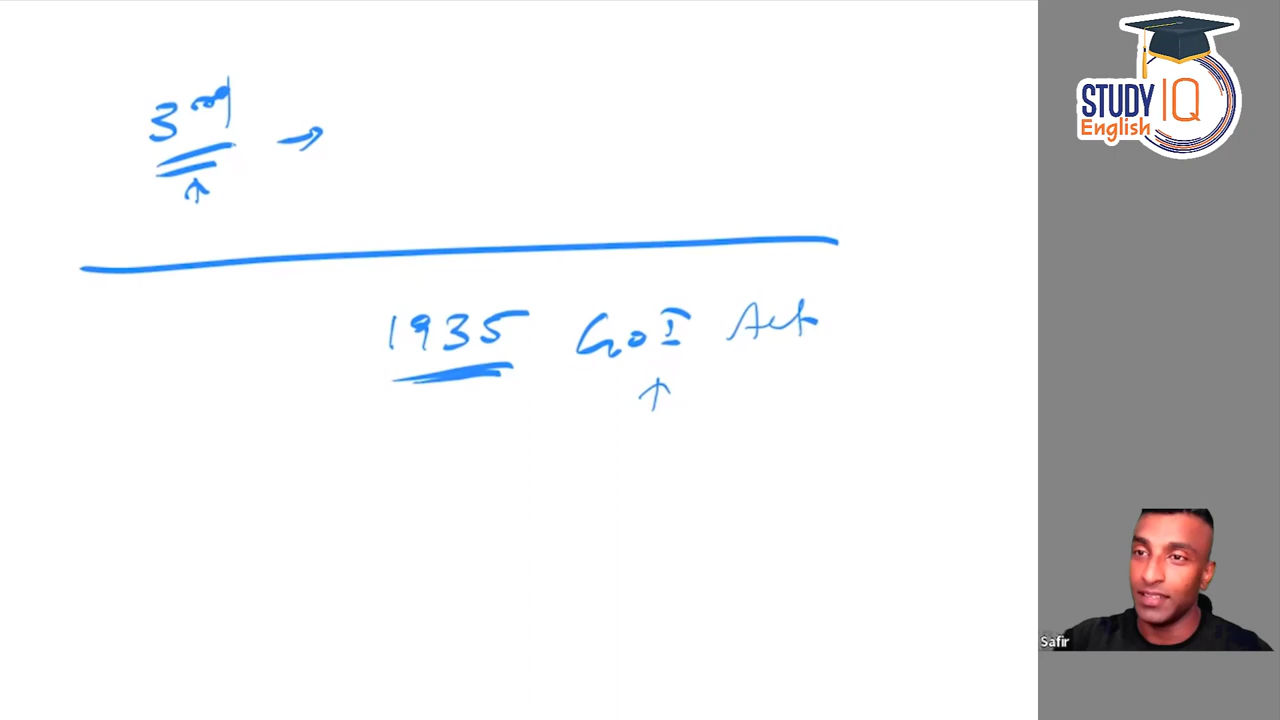 3rd →
1935 GoI Act
STUDY IQ
English
Safir